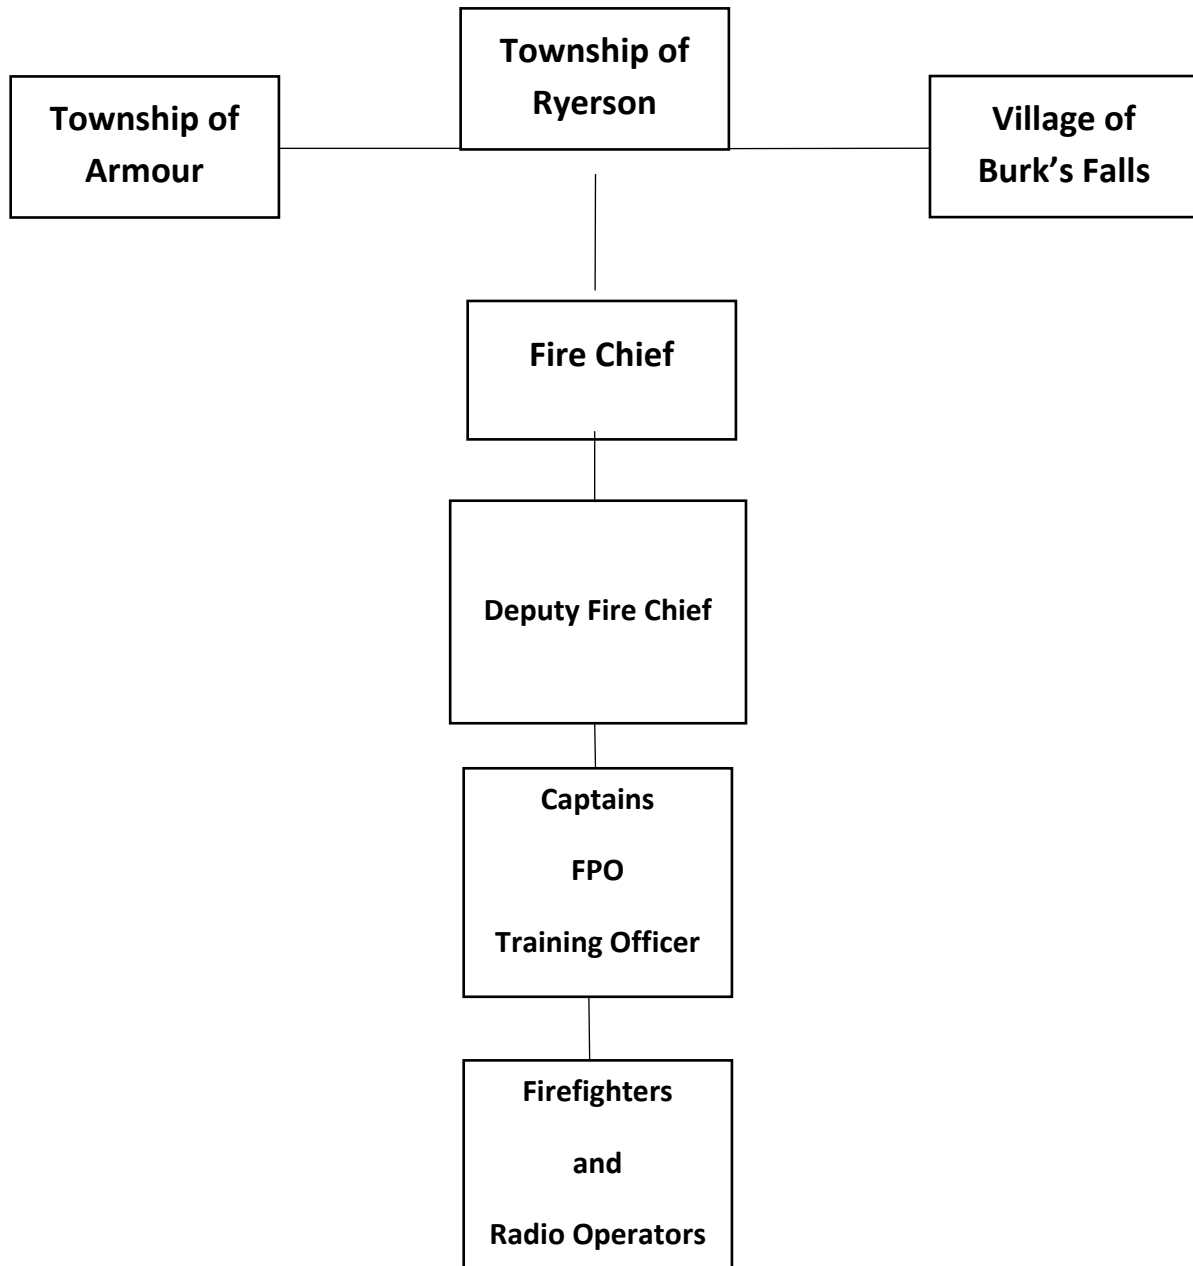 Township of
Ryerson
Township of
Armour
Village of
Burk’s Falls
Fire Chief
Deputy Fire Chief
Captains
FPO
Training Officer
Firefighters
and
Radio Operators